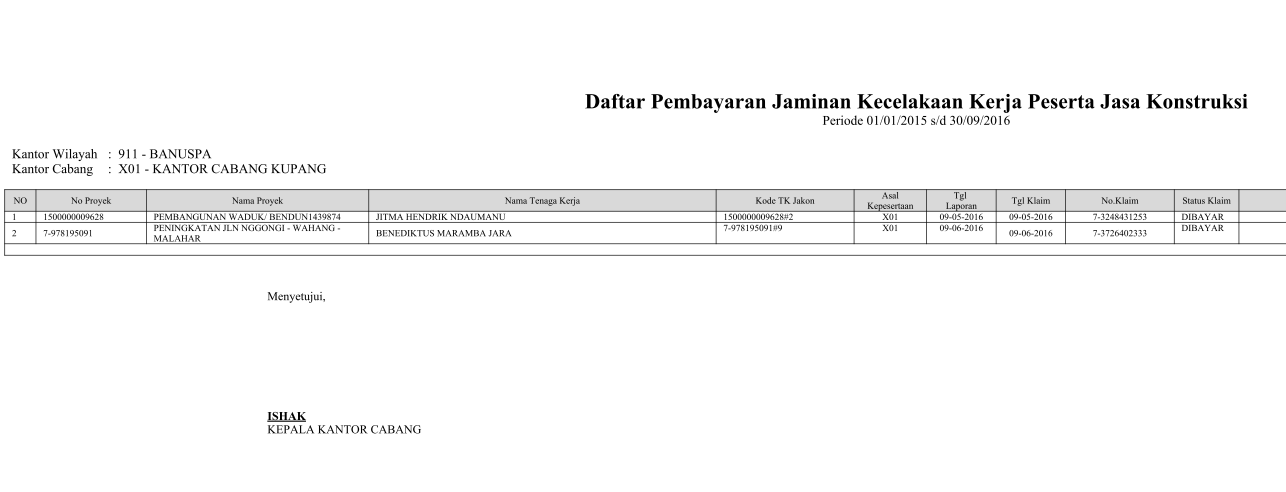 Daftar Pembayaran Jaminan Kecelakaan Kerja Peserta Jasa Konstruksi
Periode 01/01/2015 s/d 30/09/2016
Kantor Wilayah : 911 - BANUSPA
Kantor Cabang : X01 - KANTOR CABANG KUPANG
NO No Proyek Nama Proyek Nama Tenaga Kerja Kode TK Jakon Asal Kepesertaan Tgl Laporan Tgl Klaim No.Klaim Status Klaim
1 1500000009628 PEMBANGUNAN WADUK/ BENDUN1439874 JITMA HENDRIK NDAUMANU 1500000009628#2 X01 09-05-2016 09-05-2016 7-3248431253 DIBAYAR
2 7-978195091 PENINGKATAN JLN NGGONGI - WAHANG - MALAHAR BENEDIKTUS MARAMBA JARA 7-978195091#9 X01 09-06-2016 09-06-2016 7-3726402333 DIBAYAR
Menyetujui,
ISHAK
KEPALA KANTOR CABANG